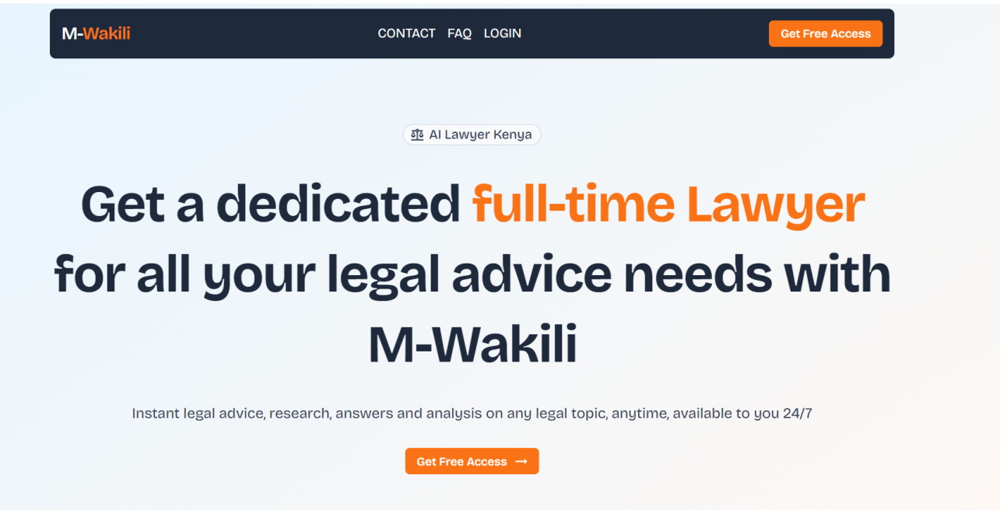 M-Wakili
CONTACT FAQ LOGIN
Get Free Access
AI Lawyer Kenya
Get a dedicated full-time Lawyer
for all your legal advice needs with
M-Wakili
Instant legal advice, research, answers and analysis on any legal topic, anytime, available to you 24/7
Get Free Access →